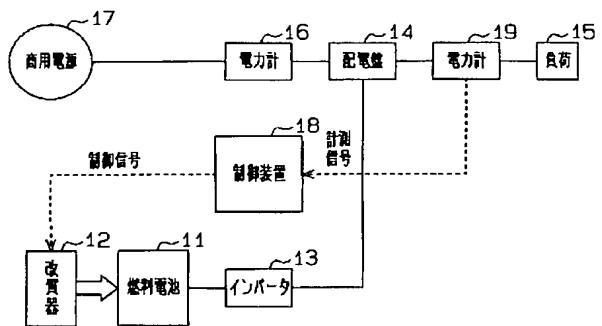 17
商用電源
16
電力計
14
配電盤
19
電力計
15
負荷
18
制御装置
計測
信号
制御信号
12
改質器
11
燃料電池
13
インバータ